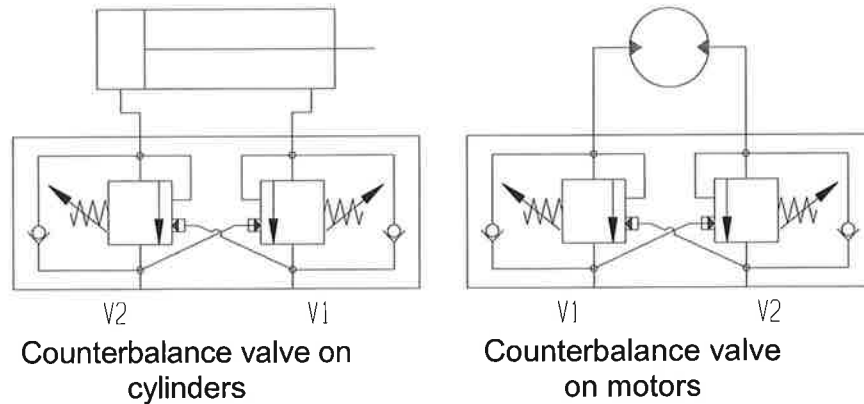 V2 V1
Counterbalance valve on
cylinders
V1 V2
Counterbalance valve
on motors